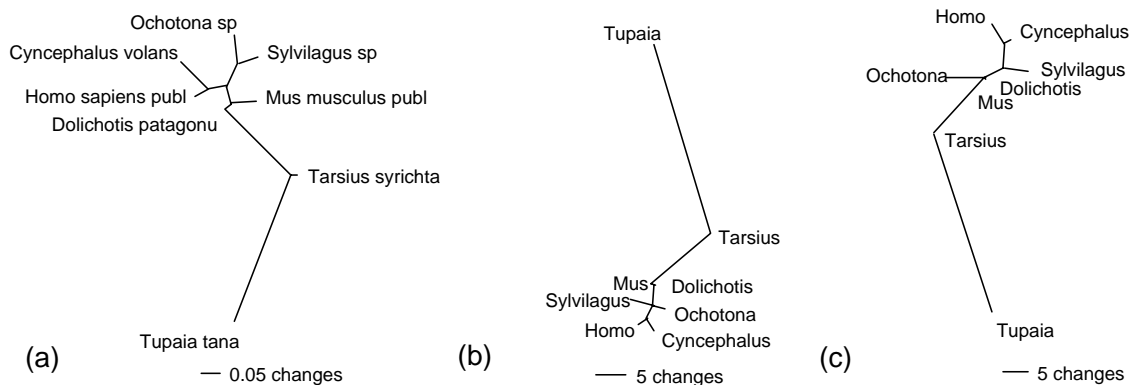 Ochotona sp
Cyncephalus volans
Sylvilagus sp
Homo sapiens publ
Mus musculus publ
Dolichotis patagonu
Tarsius syrichta
Tupaia tana
(a)
0.05 changes
Tupaia
Tarsius
Mus
Dolichotis
Sylvilagus
Ochotona
Homo
Cyncephalus
(b)
5 changes
Homo
Cyncephalus
Ochotona
Sylvilagus
Dolichotis
Mus
Tarsius
Tupaia
(c)
5 changes